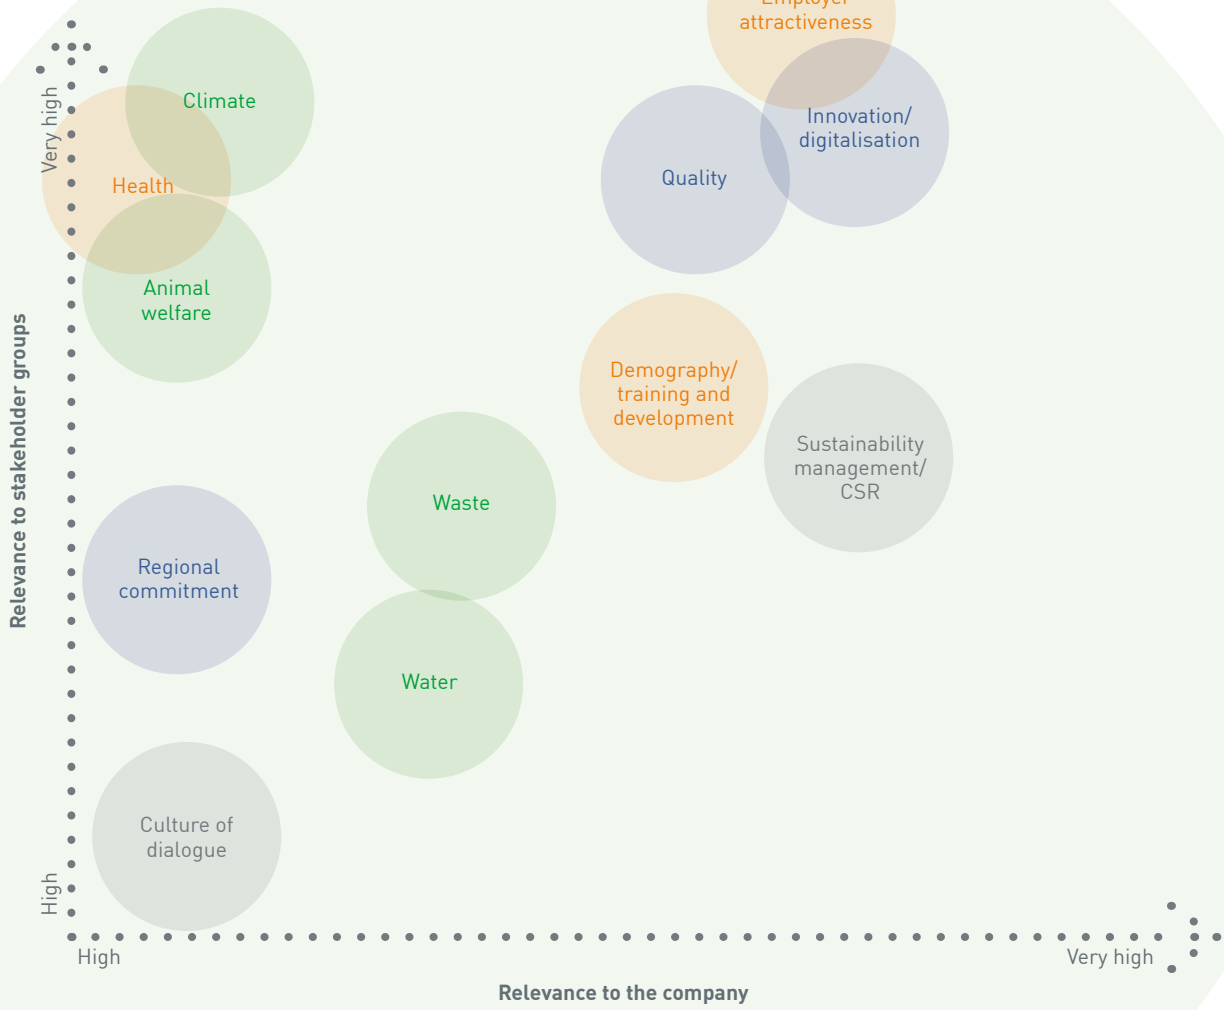 Employer
attractiveness
Climate
Very high
Innovation/
digitalisation
Quality
Health
Animal
welfare
Relevance to stakeholder groups
Demography/
training and
development
Sustainability
management/
CSR
Waste
Regional
commitment
Water
Culture of
dialogue
High
High
Very high
Relevance to the company